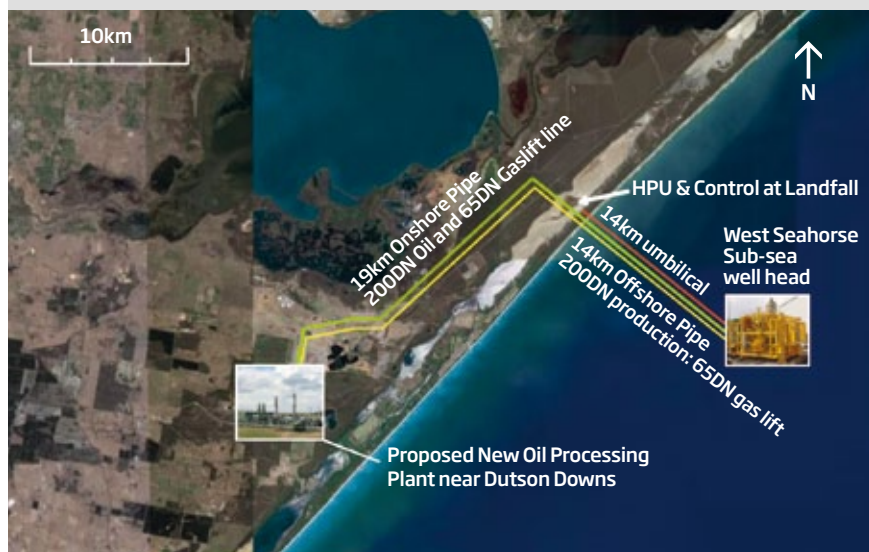 10km
N
19km Onshore Pipe
200DN Oil and 65DN Gaslift line
HPU & Control at Landfall
14km umbilical
14km Offshore Pipe
200DN production: 65DN gas lift
West Seahorse
Sub-sea
well head
Proposed New Oil Processing
Plant near Dutson Downs